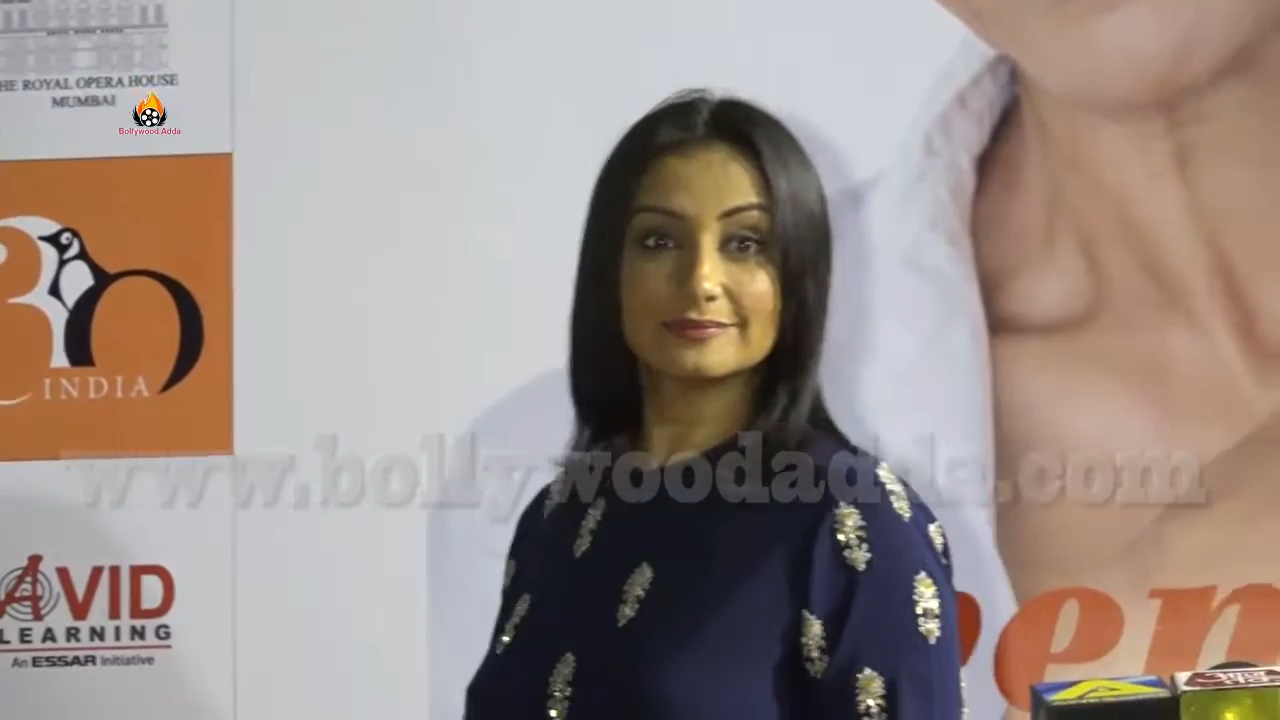 THE ROYAL OPERA HOUSE
MUMBAI
Bollywood Adda
30
INDIA
www.bollywoodadda.com
AVID
LEARNING
An ESSAR Initiative
en